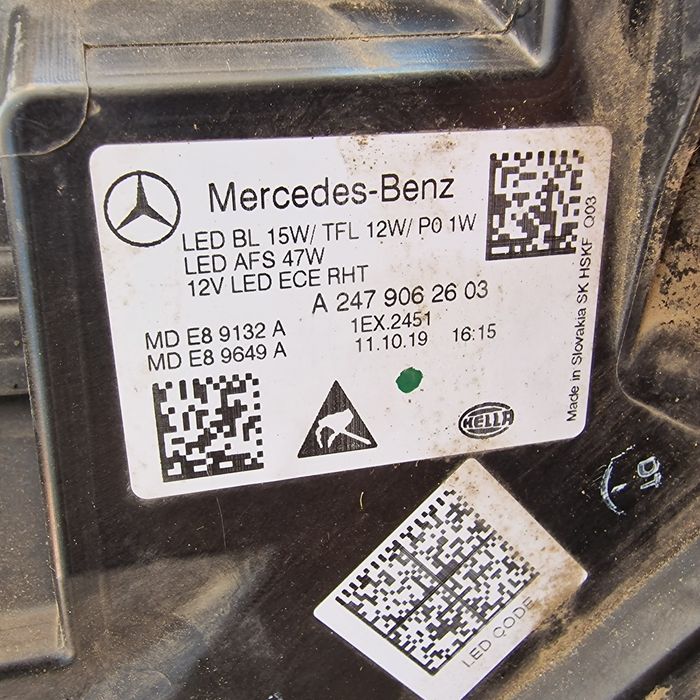 Mercedes-Benz
LED BL 15W/ TFL 12W/ P0 1W
LED AFS 47W
12V LED ECE RHT
A 247 906 26 03
MD E8 9132 A
1EX.2451
MD E8 9649 A
11.10.19 16:15
HELLA
Made in Slovakia SK HSKF Q03
DT
LED CODE